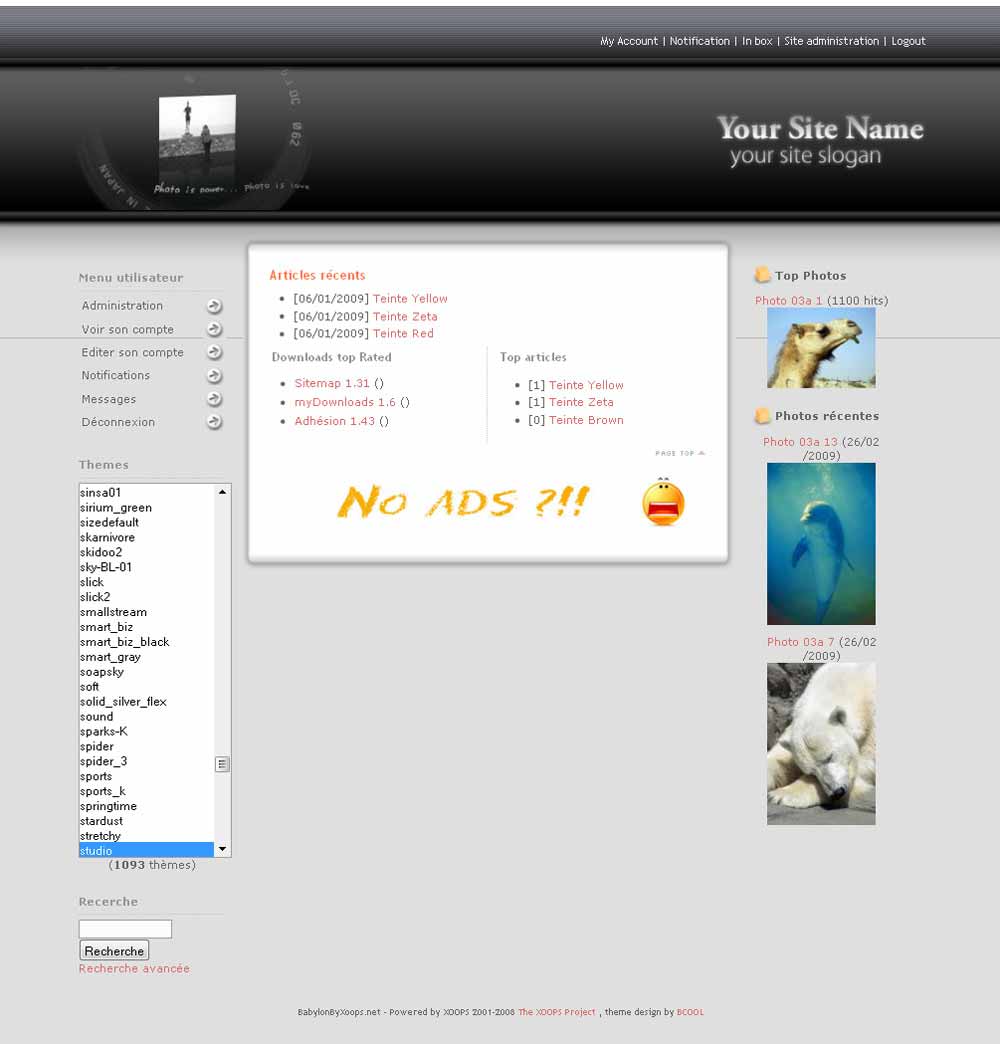 My Account | Notification | In box | Site administration | Logout
DC 062
IN JAPAN
Photo is power... photo is love
Your Site Name
your site slogan
Menu utilisateur
Administration
Voir son compte
Editer son compte
Notifications
Messages
Déconnexion
Themes
sinsa01
sirium_green
sizedefault
skarnivore
skidoo2
sky-BL-01
slick
slick2
smallstream
smart_biz
smart_biz_black
smart_gray
soapsky
soft
solid_silver_flex
sound
sparks-K
spider
spider_3
sports
sports_k
springtime
stardust
stretchy
studio
(1093 thèmes)
Recerche
Recherche
Recherche avancée
Articles récents
[06/01/2009] Teinte Yellow
[06/01/2009] Teinte Zeta
[06/01/2009] Teinte Red
Downloads top Rated
Sitemap 1.31 ()
myDownloads 1.6 ()
Adhésion 1.43 ()
Top articles
[1] Teinte Yellow
[1] Teinte Zeta
[0] Teinte Brown
PAGE TOP
No ADS ?!!
Top Photos
Photo 03a 1 (1100 hits)
Photos récentes
Photo 03a 13 (26/02
/2009)
Photo 03a 7 (26/02
/2009)
BabylonByXoops.net - Powered by XOOPS 2001-2008 The XOOPS Project , theme design by BCOOL